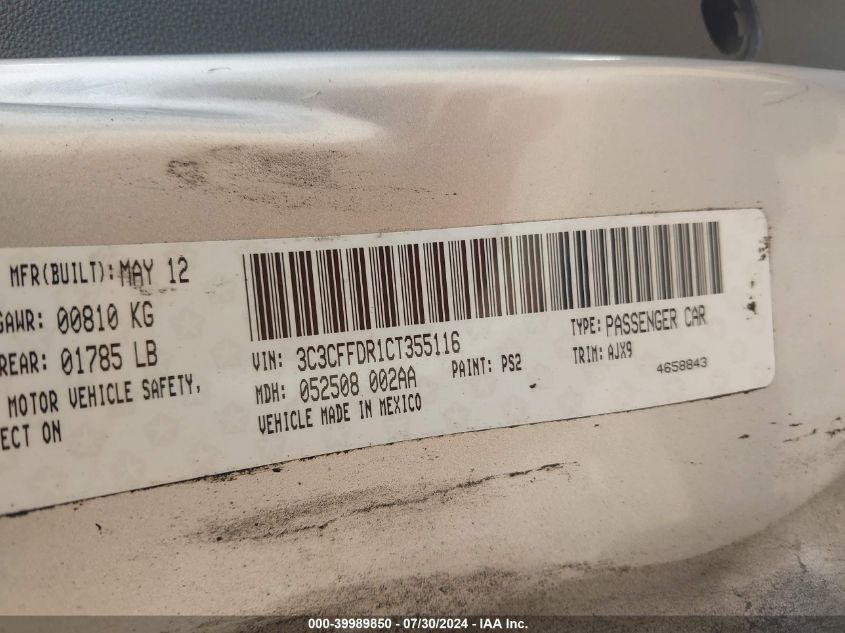 MFR(BUILT): MAY 12
GAWR: 00810 KG
REAR: 01785 LB
MOTOR VEHICLE SAFETY,
ECT ON
VIN: 3C3CFFDR1CT355116
TYPE: PASSENGER CAR
MDH: 052508 002AA
PAINT: PS2
TRIM: AJX9
VEHICLE MADE IN MEXICO
4658843
000-39989850 - 07/30/2024 - IAA Inc.